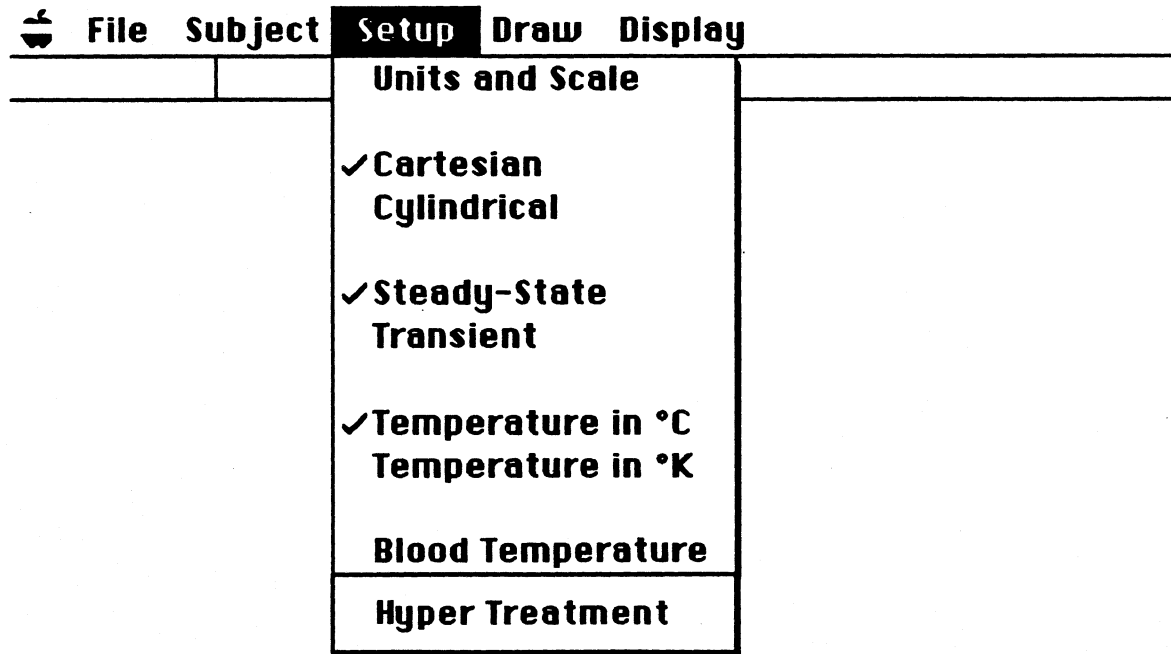 File Subject Setup Draw Display
Units and Scale
✓Cartesian
Cylindrical
✓Steady-State
Transient
✓Temperature in °C
Temperature in °K
Blood Temperature
Hyper Treatment